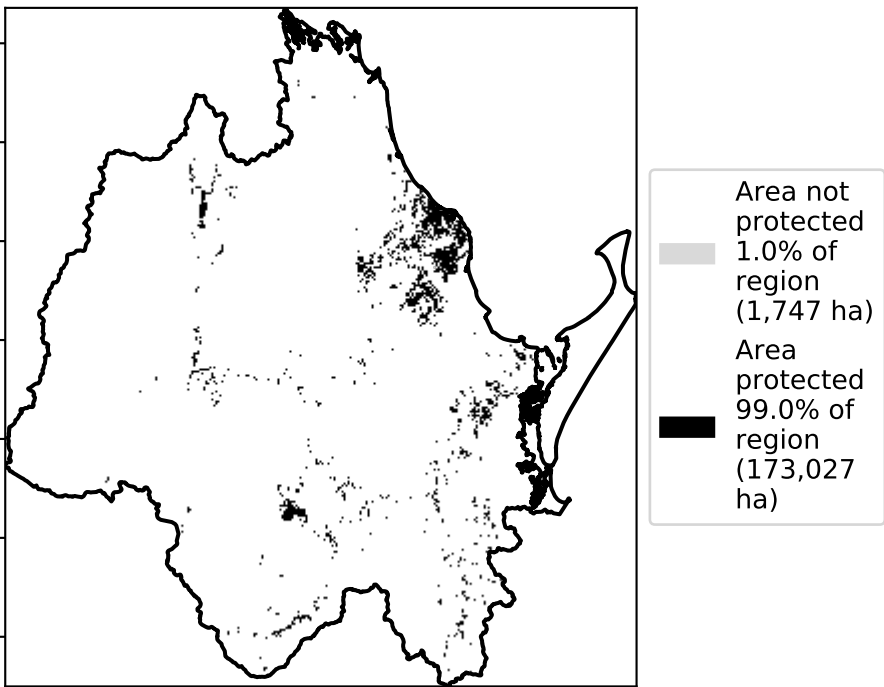 Area not
protected
1.0% of
region
(1,747 ha)
Area
protected
99.0% of
region
(173,027
ha)